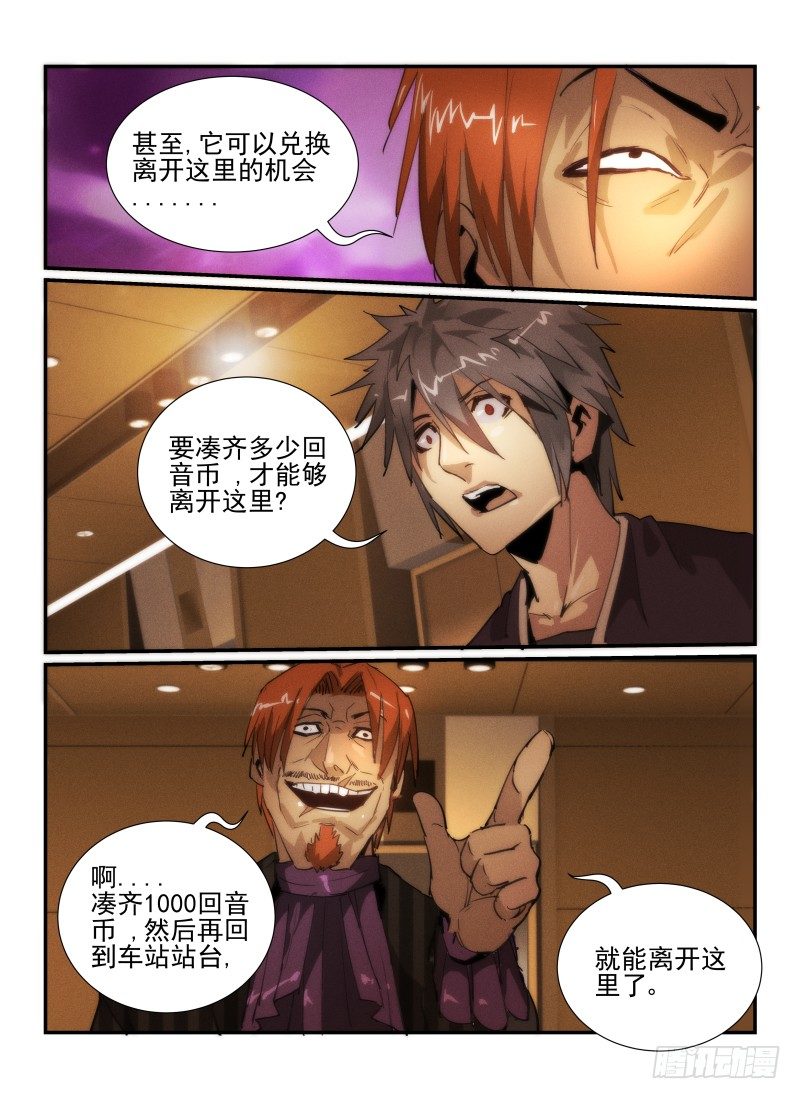 甚至,它可以兑换
离开这里的机会
.......
要凑齐多少回
音币 ,才能够
离开这里?
啊....
凑齐1000回音
币 ,然后再回
到车站站台,
就能离开这
里了。
腾讯动漫